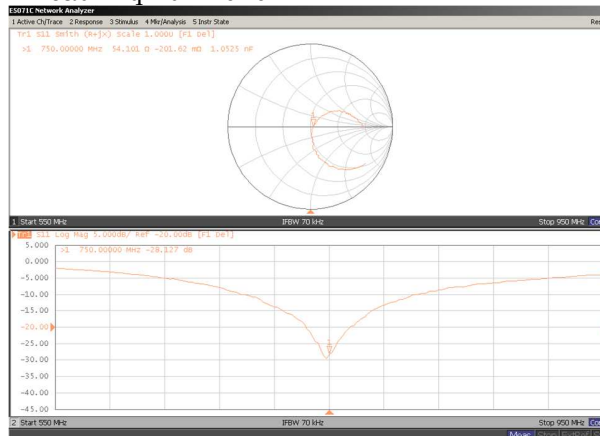 E5071C Network Analyzer
1 Active Ch/Trace 2 Response 3 Stimulus 4 Mkr/Analysis 5 Instr State
Tr1 S11 Smith (R+jX) Scale 1.000U [F1 Del]
>1 750.00000 MHz 54.101 Ω -201.62 mΩ 1.0525 nF
1 Start 550 MHz IFBW 70 kHz Stop 950 MHz
Tr1 S11 Log Mag 5.000dB/ Ref -20.00dB [F1 Del]
>1 750.00000 MHz -28.127 dB
5.000
0.000
-5.000
-10.00
-15.00
-20.00
-25.00
-30.00
-35.00
-40.00
-45.00
2 Start 550 MHz IFBW 70 kHz Stop 950 MHz
Meas Stop ExtRef